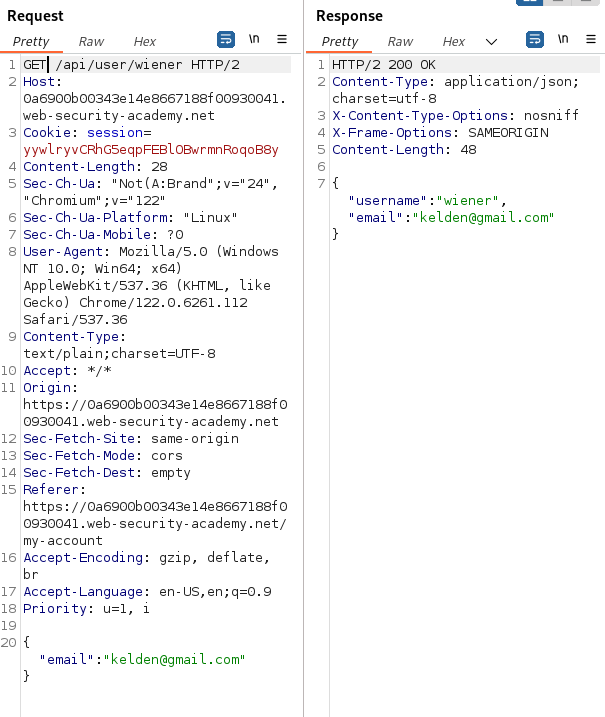 Request
Pretty Raw Hex \n
1 GET /api/user/wiener HTTP/2
2 Host:
0a6900b00343e14e8667188f00930041.
web-security-academy.net
3 Cookie: session=
yywlryvCRhG5eqpFEBlOBwrmnRoqoB8y
4 Content-Length: 28
5 Sec-Ch-Ua: "Not(A:Brand";v="24",
"Chromium";v="122"
6 Sec-Ch-Ua-Platform: "Linux"
7 Sec-Ch-Ua-Mobile: ?0
8 User-Agent: Mozilla/5.0 (Windows
NT 10.0; Win64; x64)
AppleWebKit/537.36 (KHTML, like
Gecko) Chrome/122.0.6261.112
Safari/537.36
9 Content-Type:
text/plain;charset=UTF-8
10 Accept: */*
11 Origin:
https://0a6900b00343e14e8667188f0
0930041.web-security-academy.net
12 Sec-Fetch-Site: same-origin
13 Sec-Fetch-Mode: cors
14 Sec-Fetch-Dest: empty
15 Referer:
https://0a6900b00343e14e8667188f0
0930041.web-security-academy.net/
my-account
16 Accept-Encoding: gzip, deflate,
br
17 Accept-Language: en-US,en;q=0.9
18 Priority: u=1, i
19
20 {
"email":"kelden@gmail.com"
}
Response
Pretty Raw Hex \n
1 HTTP/2 200 OK
2 Content-Type: application/json;
charset=utf-8
3 X-Content-Type-Options: nosniff
4 X-Frame-Options: SAMEORIGIN
5 Content-Length: 48
6
7 {
"username":"wiener",
"email":"kelden@gmail.com"
}